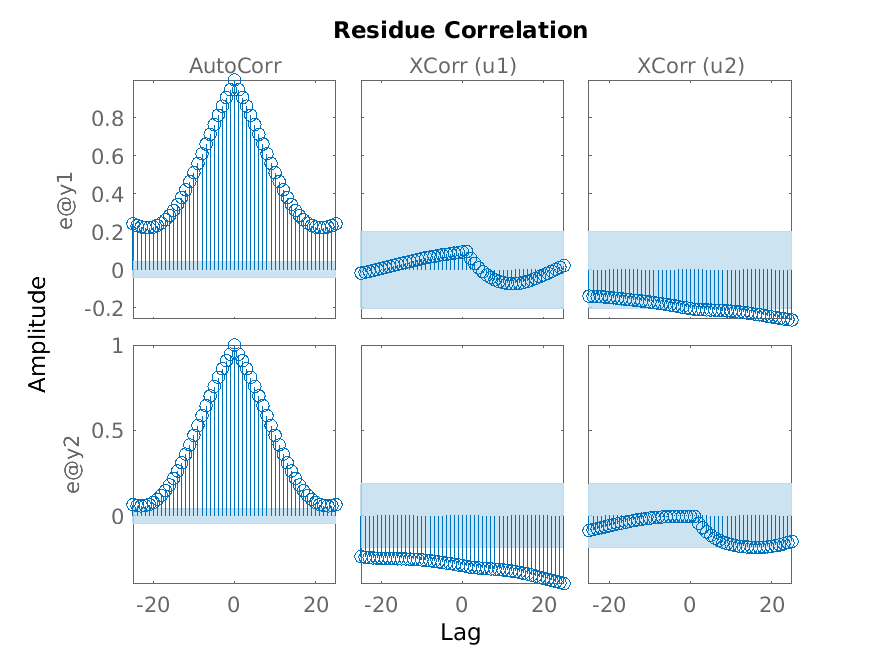 Residue Correlation
AutoCorr
XCorr (u1)
XCorr (u2)
Amplitude
e@y1
0.8
0.6
0.4
0.2
0
-0.2
e@y2
1
0.5
0
-20 0 20
-20 0 20
-20 0 20
Lag